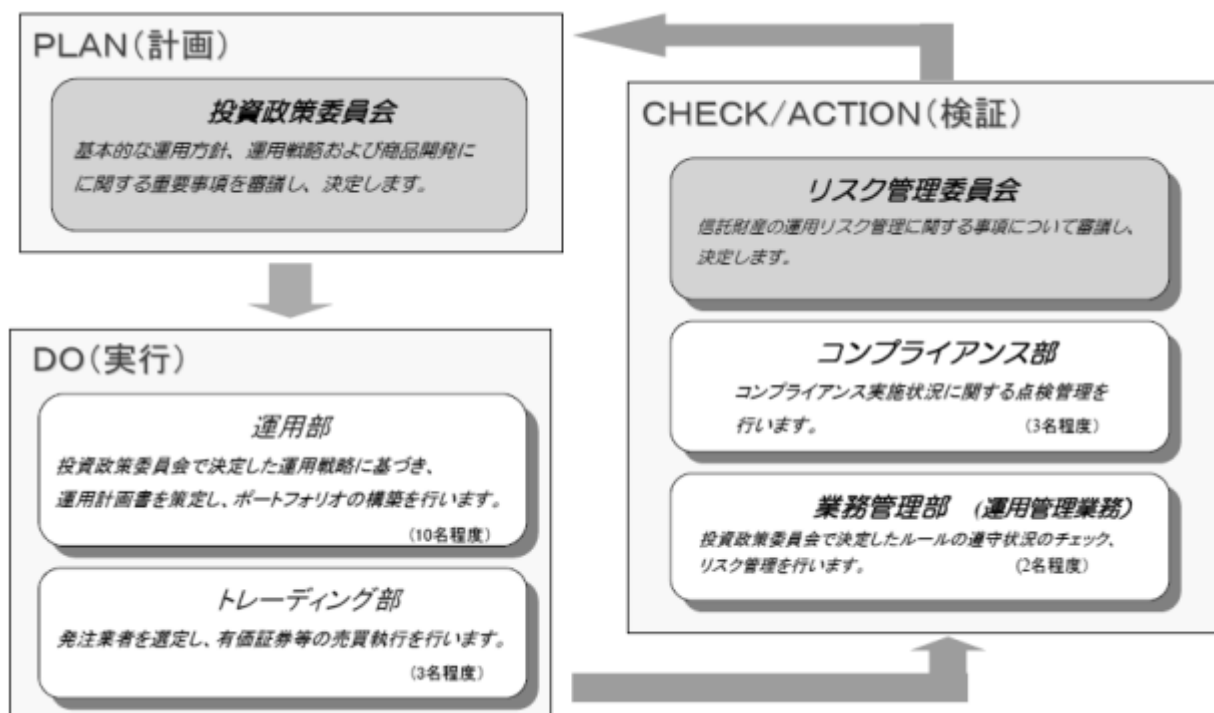 PLAN(計画)
投資政策委員会
基本的な運用方針、運用戦略および商品開発に
に関する重要事項を審議し、決定します。
DO(実行)
運用部
投資政策委員会で決定した運用戦略に基づき、
運用計画書を策定し、ポートフォリオの構築を行います。
(10名程度)
トレーディング部
発注業者を選定し、有価証券等の売買執行を行います。
(3名程度)
CHECK/ACTION(検証)
リスク管理委員会
信託財産の運用リスク管理に関する事項について審議し、
決定します。
コンプライアンス部
コンプライアンス実施状況に関する点検管理を
行います。 (3名程度)
業務管理部 (運用管理業務)
投資政策委員会で決定したルールの遵守状況のチェック、
リスク管理を行います。 (2名程度)